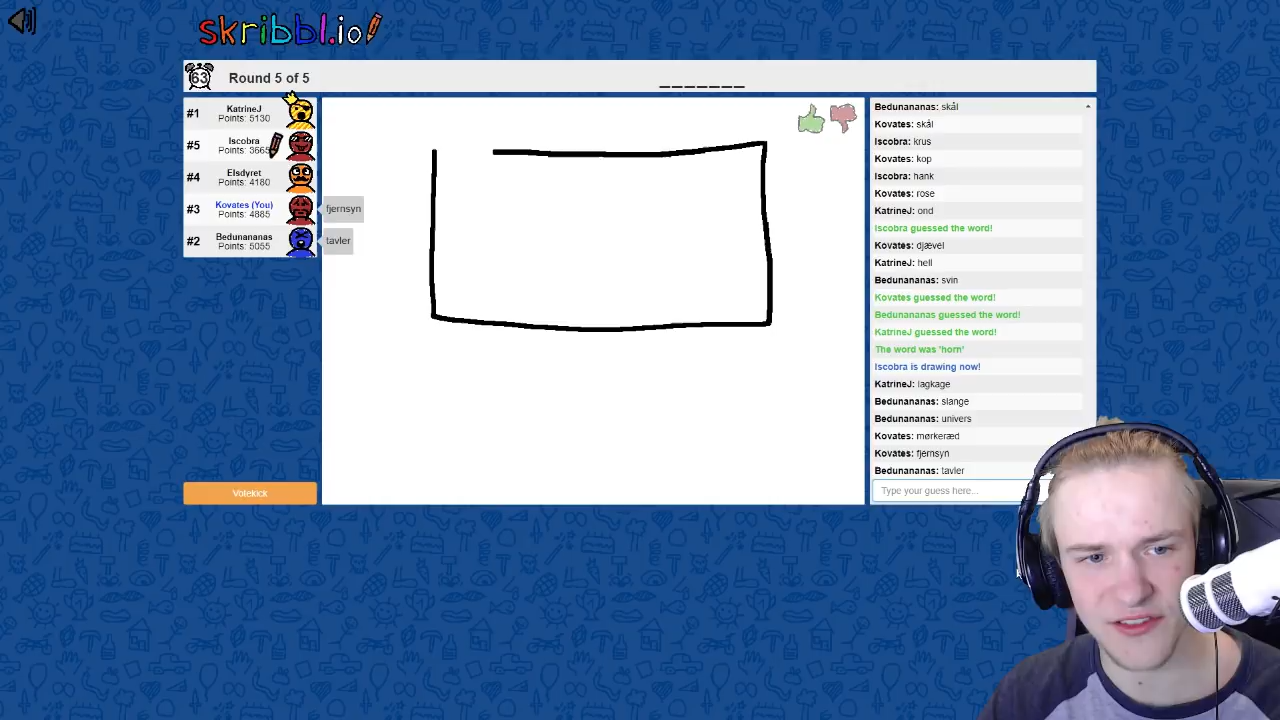 skribbl.io
63
Round 5 of 5
_______
#1 KatrineJ
Points: 5130
#5 Iscobra
Points: 3665
#4 Elsdyret
Points: 4180
#3 Kovates (You)
Points: 4885
fjernsyn
#2 Bedunananas
Points: 5055
tavler
Votekick
Bedunananas: skål
Kovates: skål
Iscobra: krus
Kovates: kop
Iscobra: hank
Kovates: rose
KatrineJ: ond
Iscobra guessed the word!
Kovates: djævel
KatrineJ: hell
Bedunananas: svin
Kovates guessed the word!
Bedunananas guessed the word!
KatrineJ guessed the word!
The word was 'horn'
Iscobra is drawing now!
KatrineJ: lagkage
Bedunananas: slange
Bedunananas: univers
Kovates: mørkeræd
Kovates: fjernsyn
Bedunananas: tavler
Type your guess here...